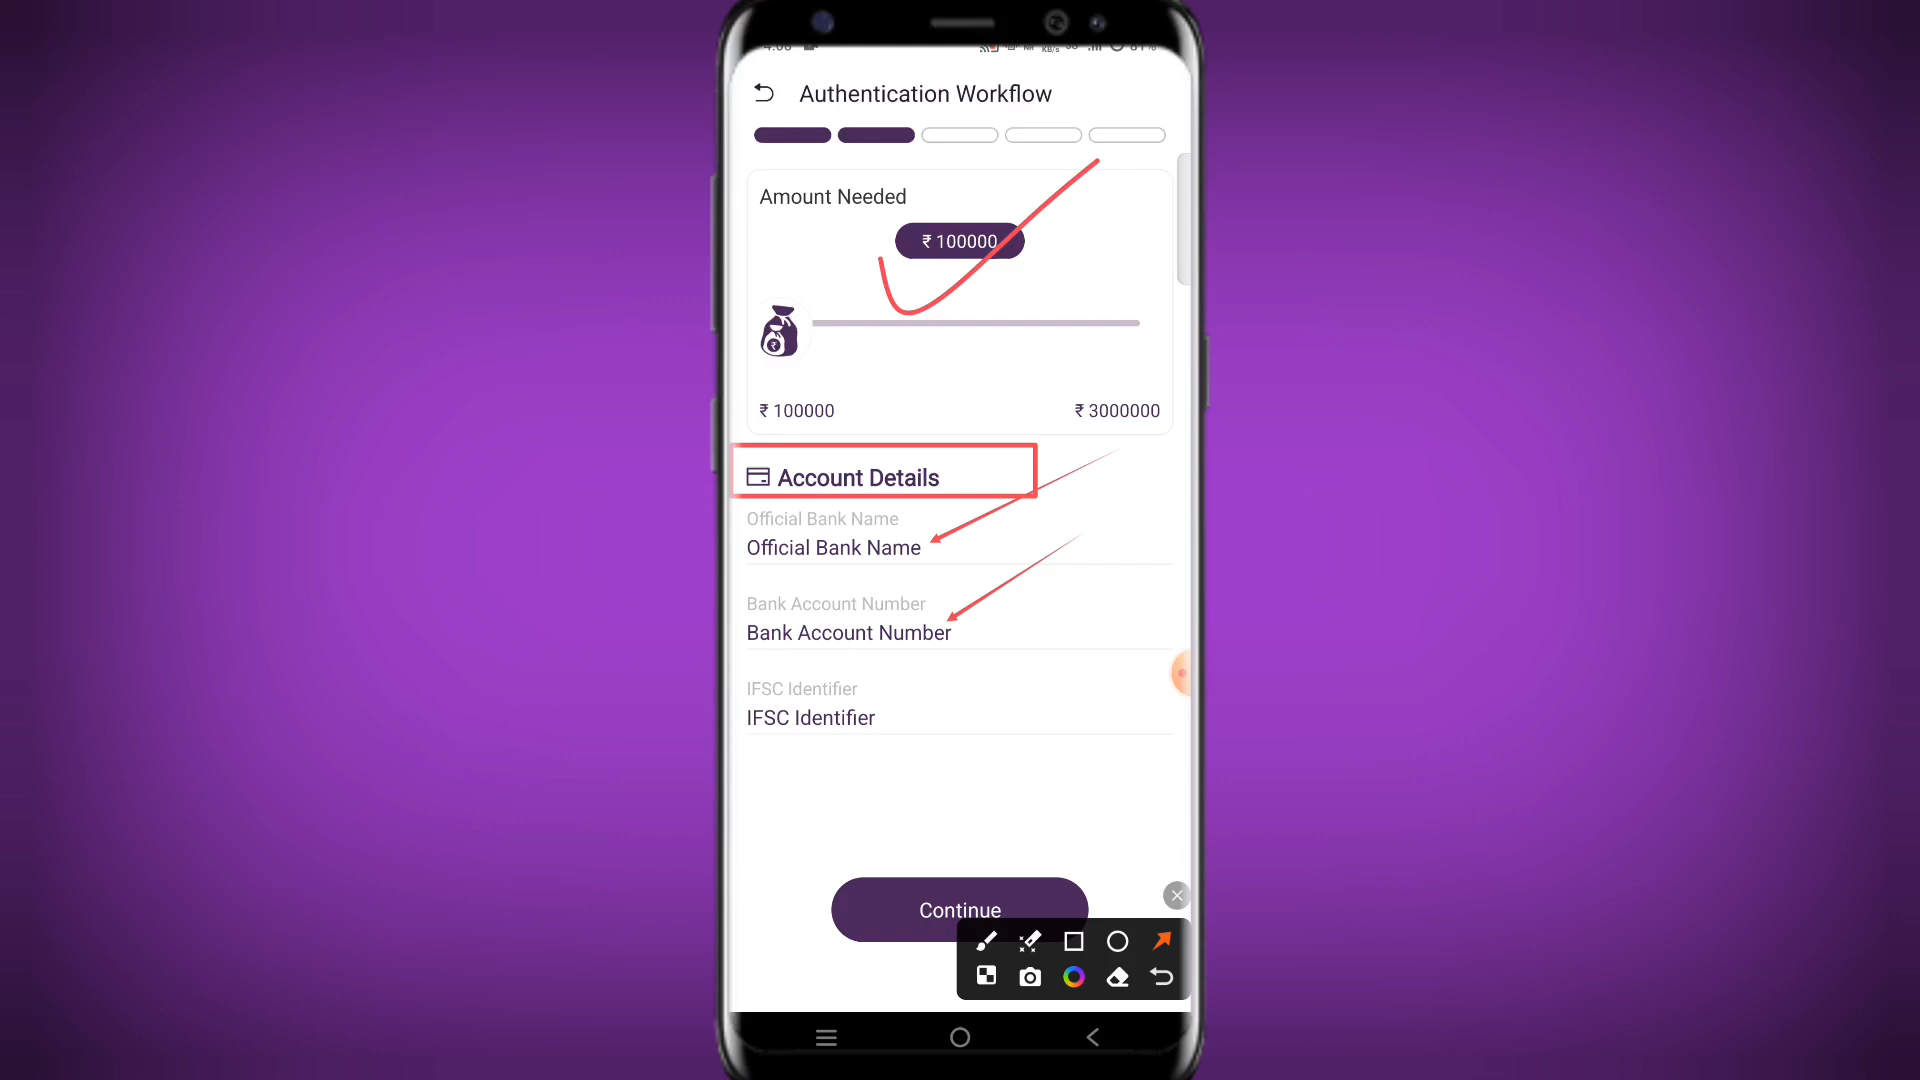 Authentication Workflow
Amount Needed
₹ 100000
₹ 100000
₹ 3000000
Account Details
Official Bank Name
Official Bank Name
Bank Account Number
Bank Account Number
IFSC Identifier
IFSC Identifier
Continue